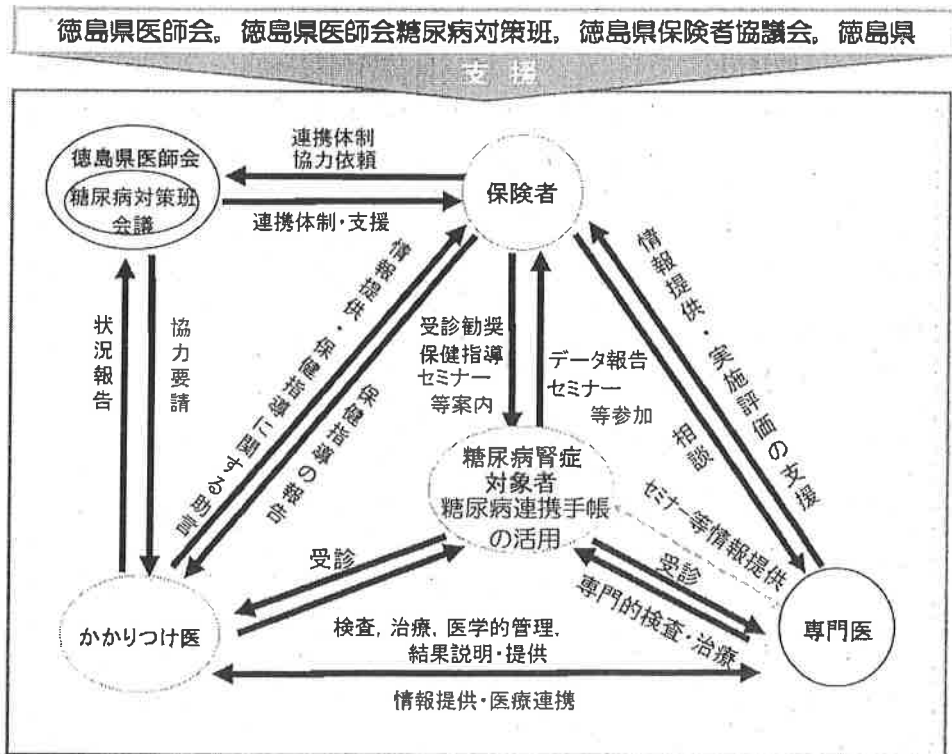 徳島県医師会，徳島県医師会糖尿病対策班，徳島県保険者協議会，徳島県
支援
連携体制
協力依頼
徳島県医師会
糖尿病対策班
会議
保険者
連携体制・支援
情報提供・保健指導に関する助言
保健指導の報告
情報提供・実施評価の支援
相談
状況報告
協力要請
受診勧奨
保健指導
セミナー
等案内
データ報告
セミナー
等参加
糖尿病腎症
対象者
糖尿病連携手帳
の活用
セミナー等情報提供
受診
受診
専門的検査・治療
かかりつけ医
検査，治療，医学的管理，
結果説明・提供
専門医
情報提供・医療連携